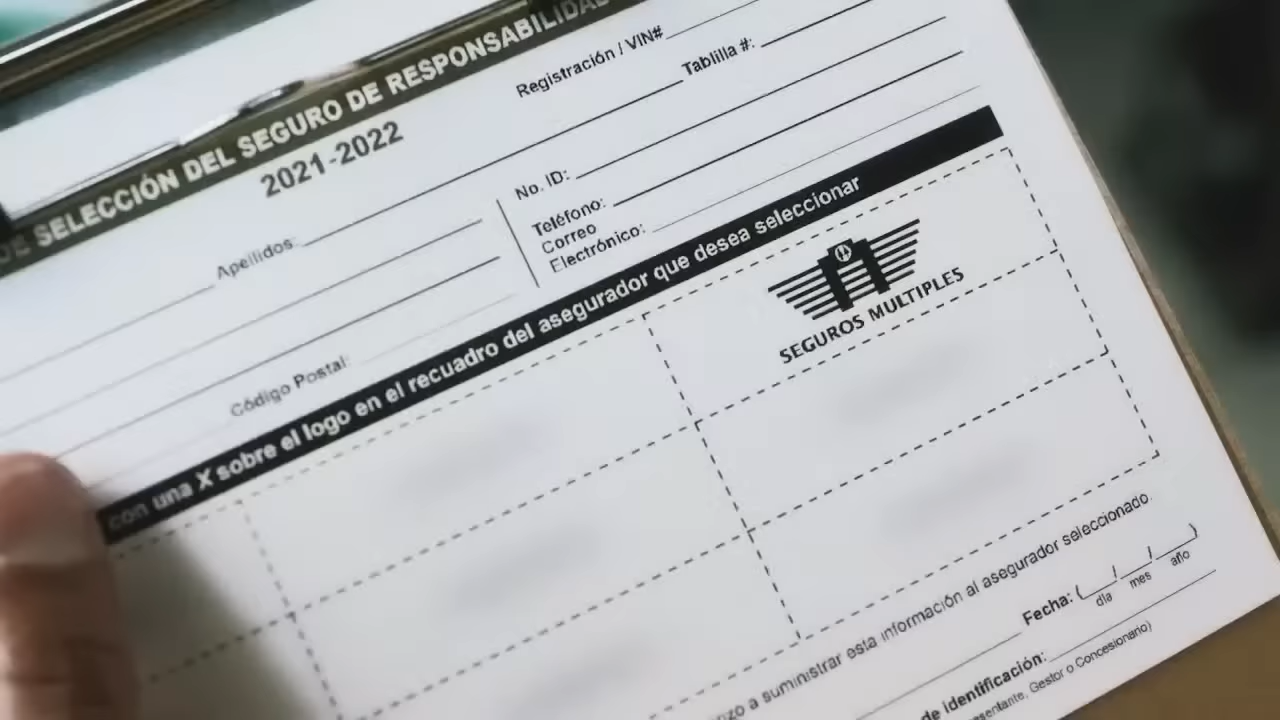 DE SELECCIÓN DEL SEGURO DE RESPONSABILIDAD
2021-2022
Registración / VIN#
Tablilla #:
Apellidos:
No. ID:
Teléfono:
Correo
Electrónico:
Código Postal:
con una X sobre el logo en el recuadro del asegurador que desea seleccionar
SEGUROS MULTIPLES
a suministrar esta información al asegurador seleccionado.
Fecha: ( / / )
día mes año
de identificación:
Gestor o Concesionario)